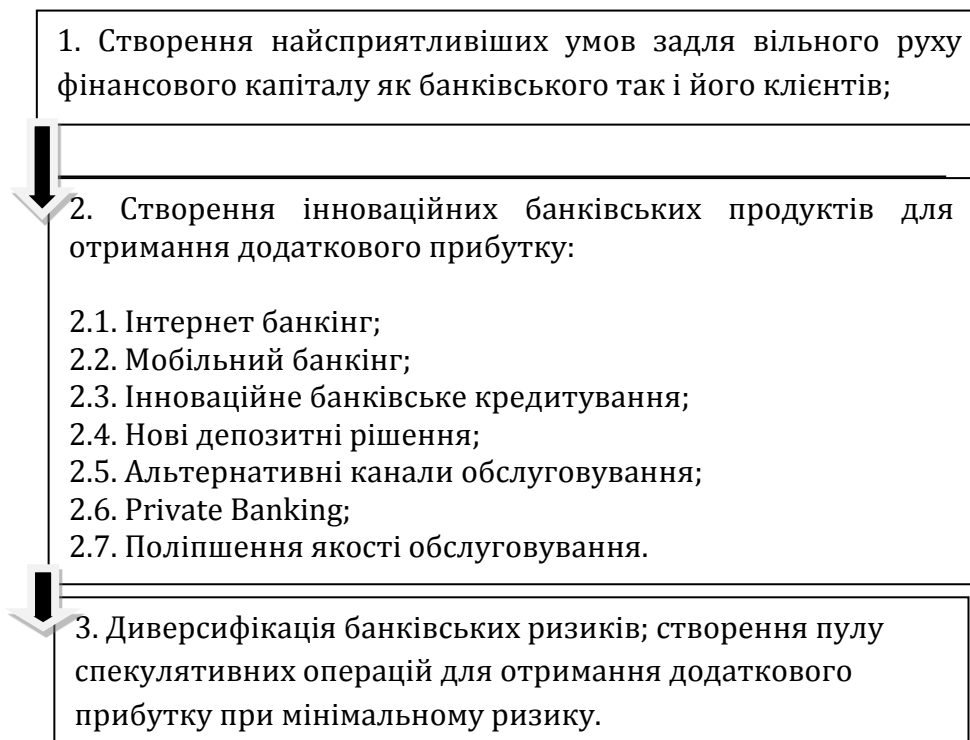 1. Створення найсприятливіших умов задля вільного руху
фінансового капіталу як банківського так і його клієнтів;
2. Створення інноваційних банківських продуктів для
отримання додаткового прибутку:
2.1. Інтернет банкінг;
2.2. Мобільний банкінг;
2.3. Інноваційне банківське кредитування;
2.4. Нові депозитні рішення;
2.5. Альтернативні канали обслуговування;
2.6. Private Banking;
2.7. Поліпшення якості обслуговування.
3. Диверсифікація банківських ризиків; створення пулу
спекулятивних операцій для отримання додаткового
прибутку при мінімальному ризику.